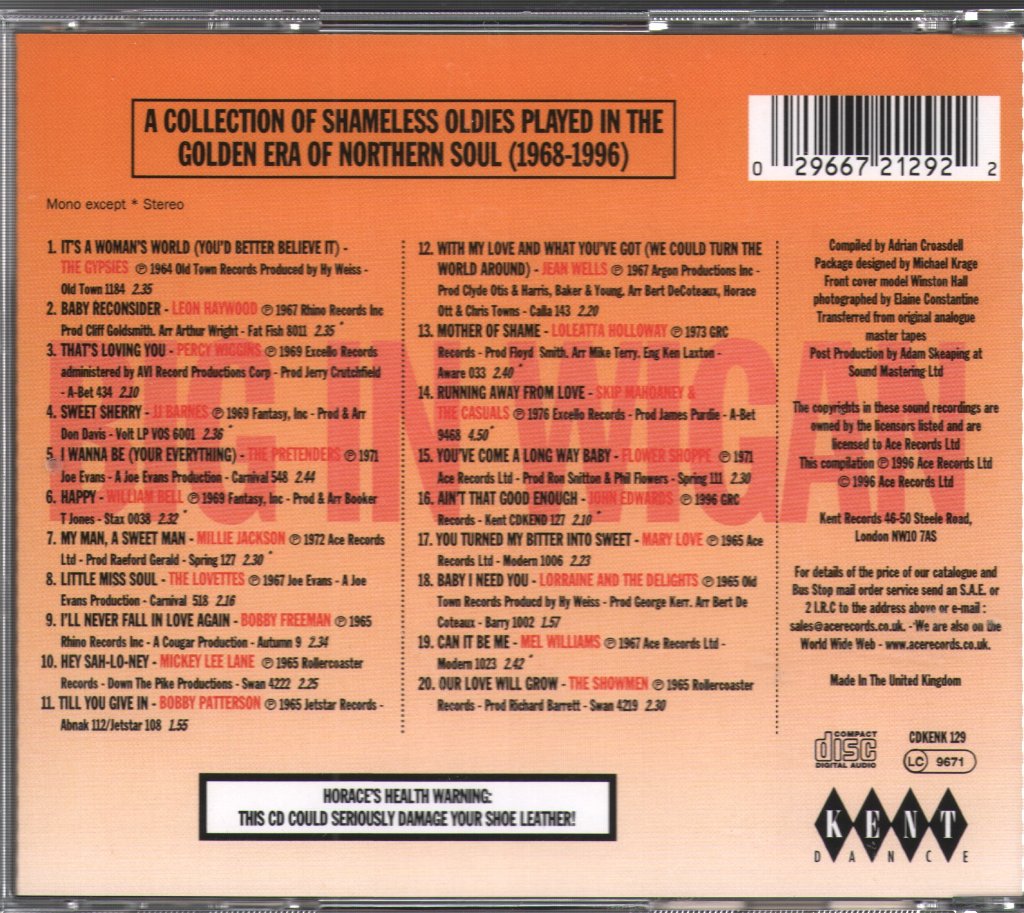 A COLLECTION OF SHAMELESS OLDIES PLAYED IN THE
GOLDEN ERA OF NORTHERN SOUL (1968-1996)
0 29667 21292 2
Mono except * Stereo
BIG IN WIGAN
1. IT'S A WOMAN'S WORLD (YOU'D BETTER BELIEVE IT) -
THE GYPSIES ℗ 1964 Old Town Records Produced by Hy Weiss -
Old Town 1184 2.35
2. BABY RECONSIDER - LEON HAYWOOD ℗ 1967 Rhino Records Inc
Prod Cliff Goldsmith. Arr Arthur Wright - Fat Fish 8011 2.35 *
3. THAT'S LOVING YOU - PERCY WIGGINS ℗ 1969 Excello Records
administered by AVI Record Productions Corp - Prod Jerry Crutchfield
- A-Bet 434 2.10
4. SWEET SHERRY - JJ BARNES ℗ 1969 Fantasy, Inc - Prod & Arr
Don Davis - Volt LP VOS 6001 2.36 *
5. I WANNA BE (YOUR EVERYTHING) - THE PRETENDERS ℗ 1971
Joe Evans - A Joe Evans Production - Carnival 548 2.44
6. HAPPY - WILLIAM BELL ℗ 1969 Fantasy, Inc - Prod & Arr Booker
T Jones - Stax 0038 2.32 *
7. MY MAN, A SWEET MAN - MILLIE JACKSON ℗ 1972 Ace Records
Ltd - Prod Raeford Gerald - Spring 127 2.30 *
8. LITTLE MISS SOUL - THE LOVETTES ℗ 1967 Joe Evans - A Joe
Evans Production - Carnival 518 2.16
9. I'LL NEVER FALL IN LOVE AGAIN - BOBBY FREEMAN ℗ 1965
Rhino Records Inc - A Cougar Production - Autumn 9 2.34
10. HEY SAH-LO-NEY - MICKEY LEE LANE ℗ 1965 Rollercoaster
Records - Down The Pike Productions - Swan 4222 2.25
11. TILL YOU GIVE IN - BOBBY PATTERSON ℗ 1965 Jetstar Records -
Abnak 112/Jetstar 108 1.55
12. WITH MY LOVE AND WHAT YOU'VE GOT (WE COULD TURN THE
WORLD AROUND) - JEAN WELLS ℗ 1967 Argon Productions Inc -
Prod Clyde Otis & Harris, Baker & Young. Arr Bert DeCoteaux, Horace
Ott & Chris Towns - Calla 143 2.20
13. MOTHER OF SHAME - LOLEATTA HOLLOWAY ℗ 1973 GRC
Records - Prod Floyd Smith. Arr Mike Terry. Eng Ken Laxton -
Aware 033 2.40 *
14. RUNNING AWAY FROM LOVE - SKIP MAHOANEY &
THE CASUALS ℗ 1976 Excello Records - Prod James Purdie - A-Bet
9468 4.50 *
15. YOU'VE COME A LONG WAY BABY - FLOWER SHOPPE ℗ 1971
Ace Records Ltd - Prod Ron Snitton & Phil Flowers - Spring 111 2.30
16. AIN'T THAT GOOD ENOUGH - JOHN EDWARDS ℗ 1996 GRC
Records - Kent CDKEND 127 2.10 *
17. YOU TURNED MY BITTER INTO SWEET - MARY LOVE ℗ 1965 Ace
Records Ltd - Modern 1006 2.23
18. BABY I NEED YOU - LORRAINE AND THE DELIGHTS ℗ 1965 Old
Town Records Producd by Hy Weiss - Prod George Kerr. Arr Bert De
Coteaux - Barry 1002 1.57
19. CAN IT BE ME - MEL WILLIAMS ℗ 1967 Ace Records Ltd -
Modern 1023 2.42 *
20. OUR LOVE WILL GROW - THE SHOWMEN ℗ 1965 Rollercoaster
Records - Prod Richard Barrett - Swan 4219 2.30
Compiled by Adrian Croasdell
Package designed by Michael Krage
Front cover model Winston Hall
photographed by Elaine Constantine
Transferred from original analogue
master tapes
Post Production by Adam Skeaping at
Sound Mastering Ltd
The copyrights in these sound recordings are
owned by the licensors listed and are
licensed to Ace Records Ltd
This compilation ℗ 1996 Ace Records Ltd
© 1996 Ace Records Ltd
Kent Records 46-50 Steele Road,
London NW10 7AS
For details of the price of our catalogue and
Bus Stop mail order service send an S.A.E. or
2 I.R.C to the address above or e-mail :
sales@acerecords.co.uk. - We are also on the
World Wide Web - www.acerecords.co.uk.
Made In The United Kingdom
COMPACT
disc
DIGITAL AUDIO
CDKENK 129
LC 9671
KENT
DANCE
HORACE'S HEALTH WARNING:
THIS CD COULD SERIOUSLY DAMAGE YOUR SHOE LEATHER!